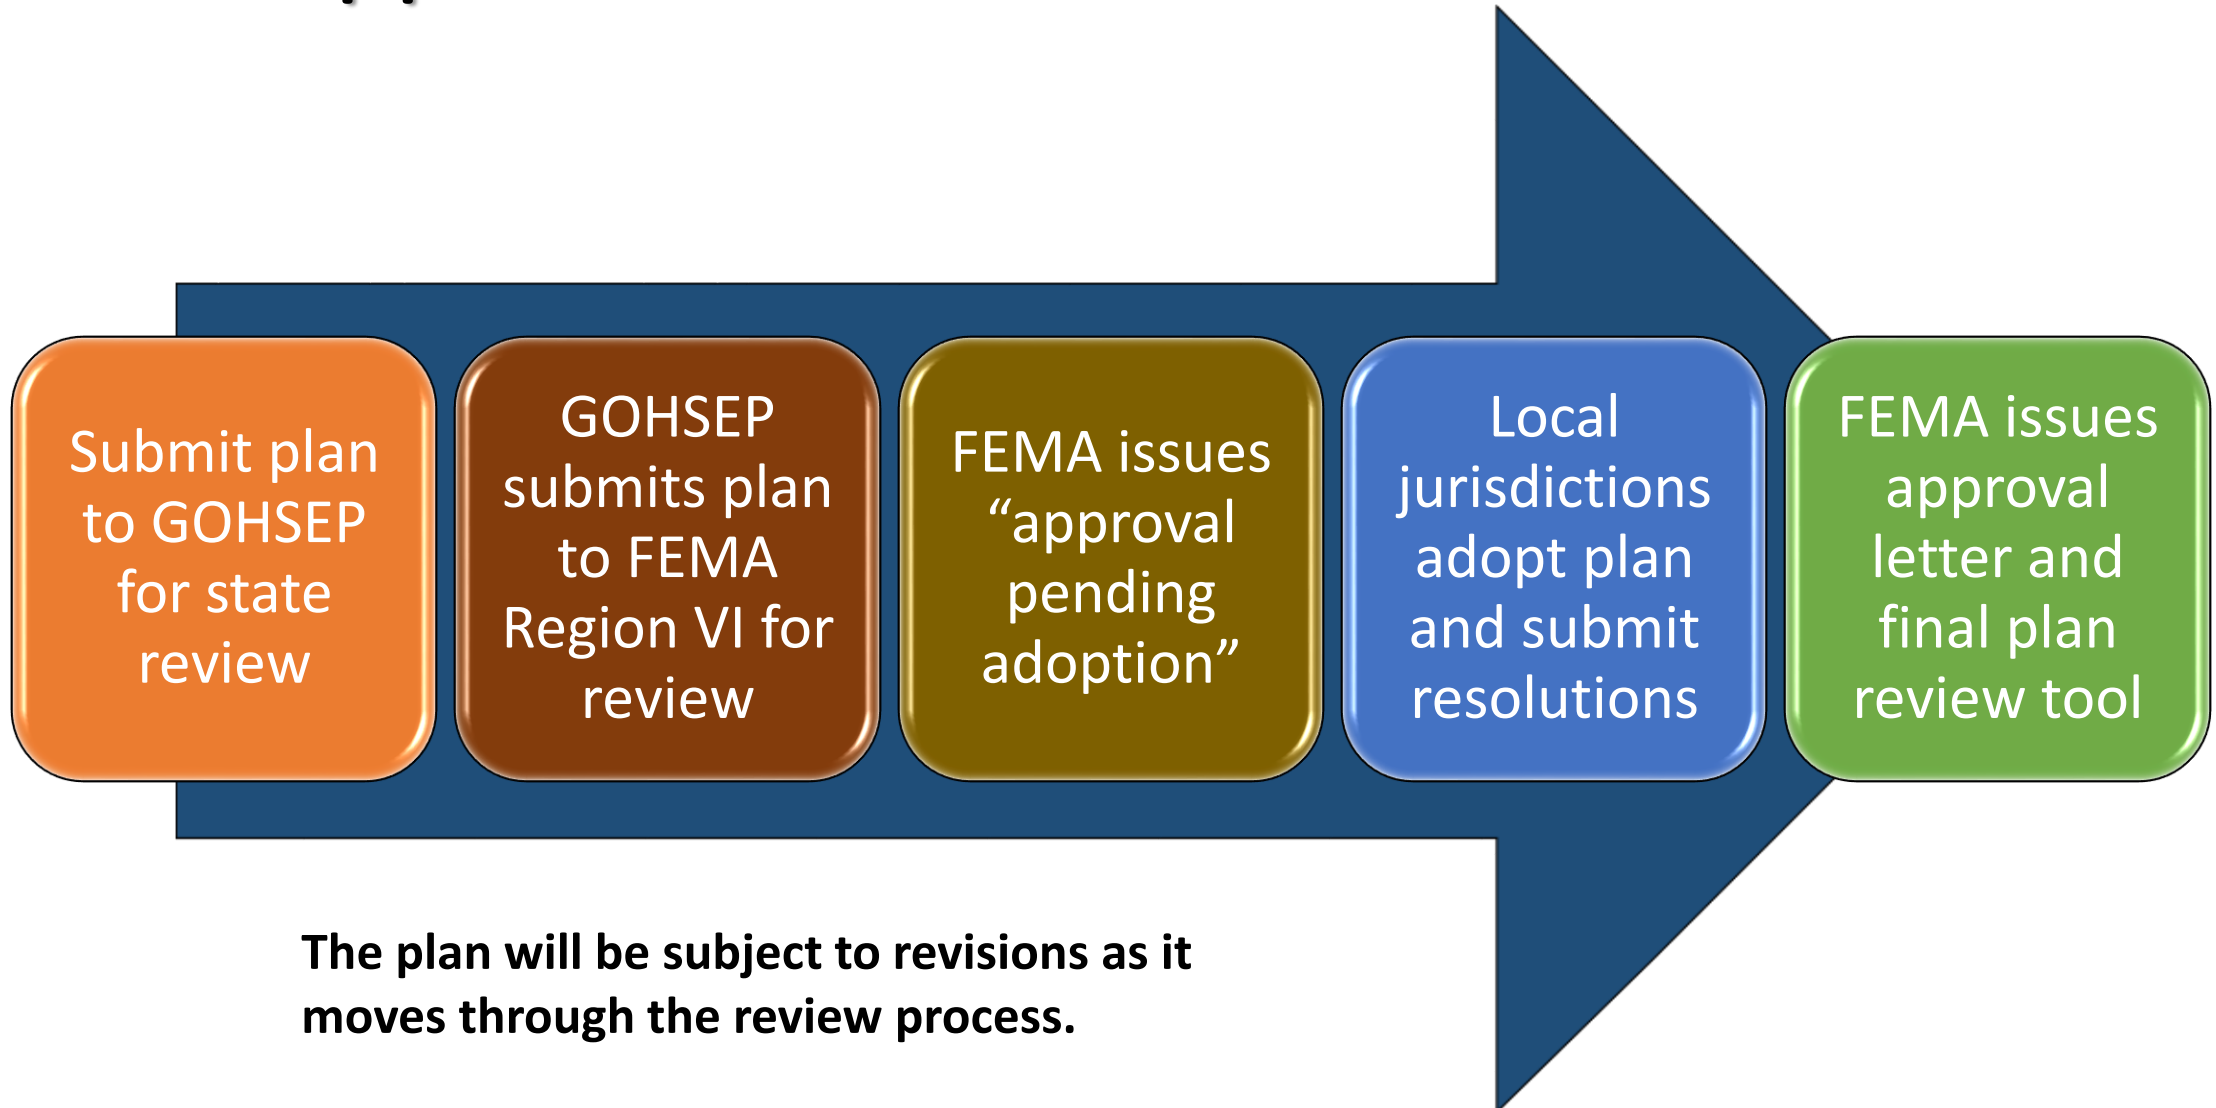 Submit plan
to GOHSEP
for state
review
GOHSEP
submits plan
to FEMA
Region VI for
review
FEMA issues
“approval
pending
adoption”
Local
jurisdictions
adopt plan
and submit
resolutions
FEMA issues
approval
letter and
final plan
review tool
The plan will be subject to revisions as it
moves through the review process.